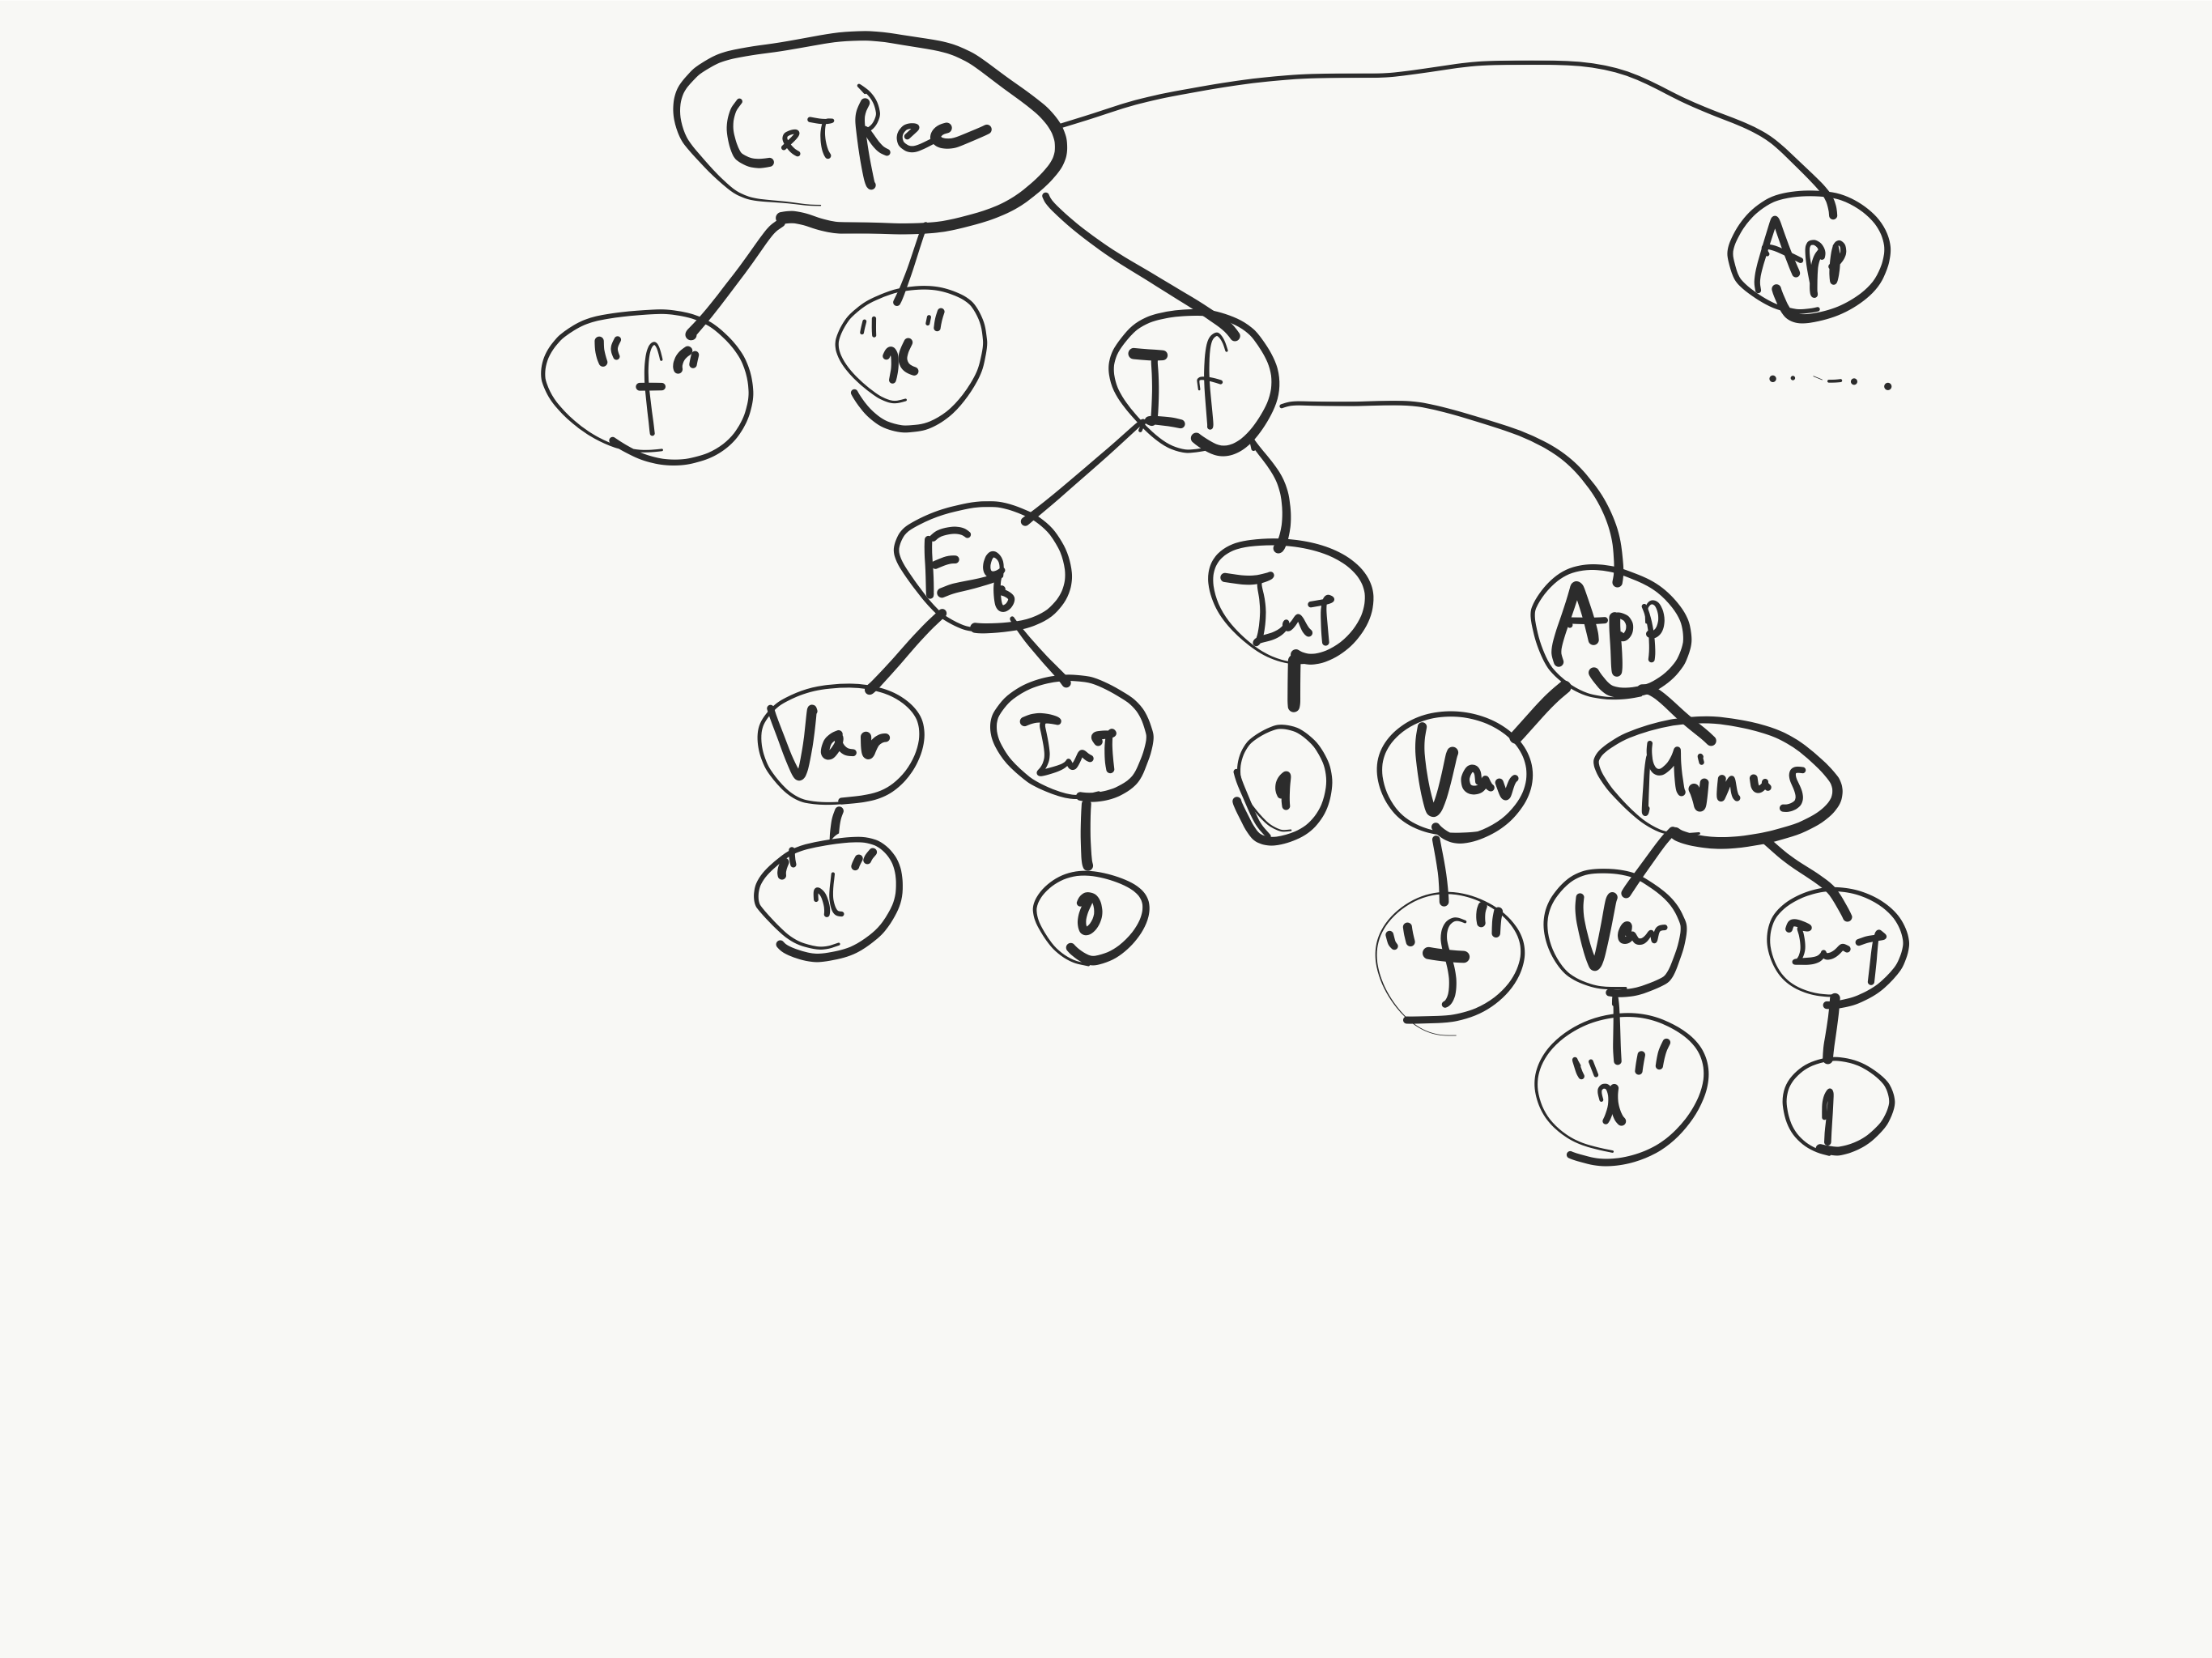 LetRec
App
"f"
"x"
If
Eq
Int
App
Var
Int
1
Var
Minus
"x"
0
"f"
Var
Int
"x"
1